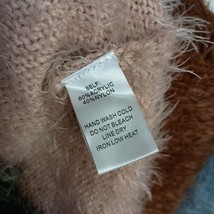 SELF:
60%ACRYLIC
40%NYLON
HAND WASH COLD
DO NOT BLEACH
LINE DRY
IRON LOW HEAT